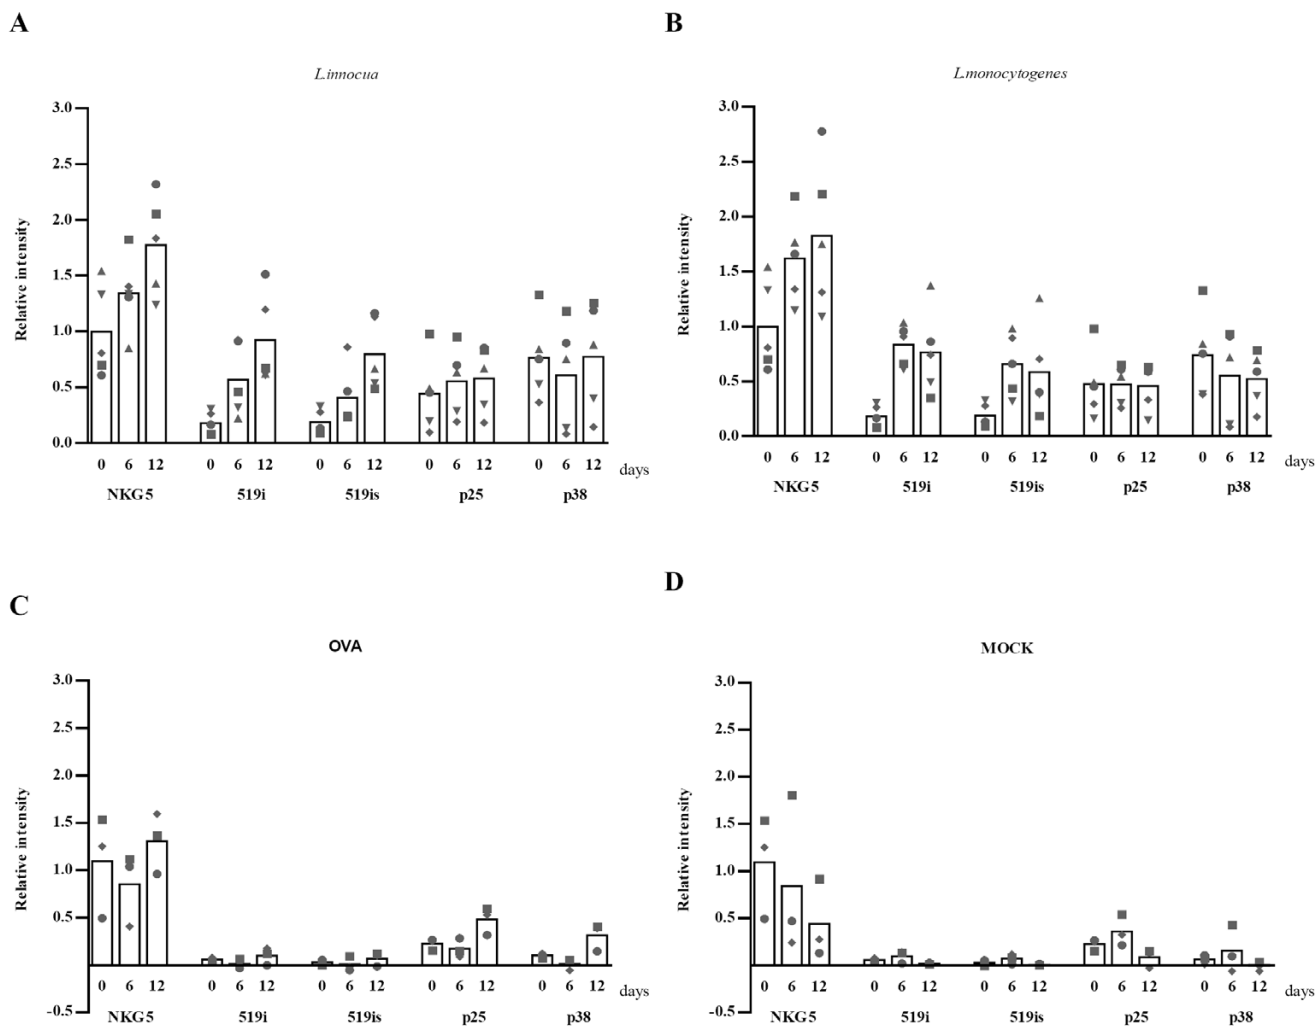 A
L.innocua
Relative intensity
3.0
2.5
2.0
1.5
1.0
0.5
0.0
0 6 12 0 6 12 0 6 12 0 6 12 0 6 12 days
NKG5 519i 519is p25 p38
B
L.monocytogenes
Relative intensity
3.0
2.5
2.0
1.5
1.0
0.5
0.0
0 6 12 0 6 12 0 6 12 0 6 12 0 6 12 days
NKG5 519i 519is p25 p38
C
OVA
Relative intensity
3.0
2.5
2.0
1.5
1.0
0.5
-0.5
0 6 12 0 6 12 0 6 12 0 6 12 0 6 12 days
NKG5 519i 519is p25 p38
D
MOCK
Relative intensity
3.0
2.5
2.0
1.5
1.0
0.5
-0.5
0 6 12 0 6 12 0 6 12 0 6 12 0 6 12 days
NKG5 519i 519is p25 p38